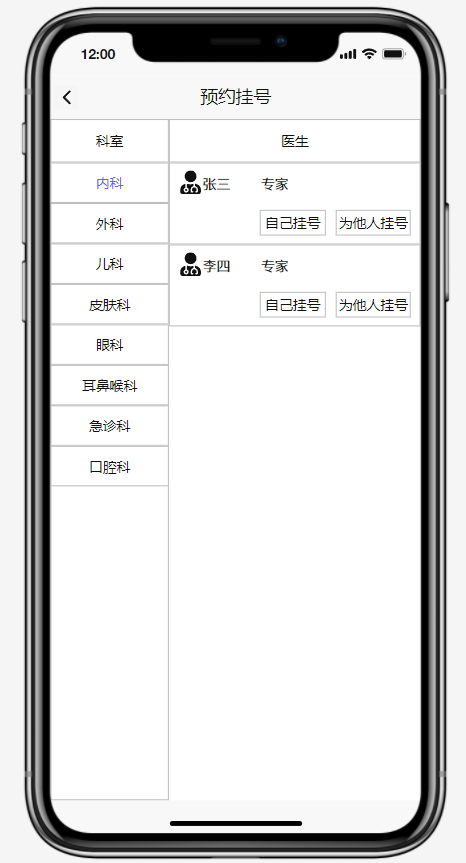 12:00
预约挂号
科室
医生
内科
张三 专家
外科
自己挂号 为他人挂号
儿科
李四 专家
皮肤科
自己挂号 为他人挂号
眼科
耳鼻喉科
急诊科
口腔科